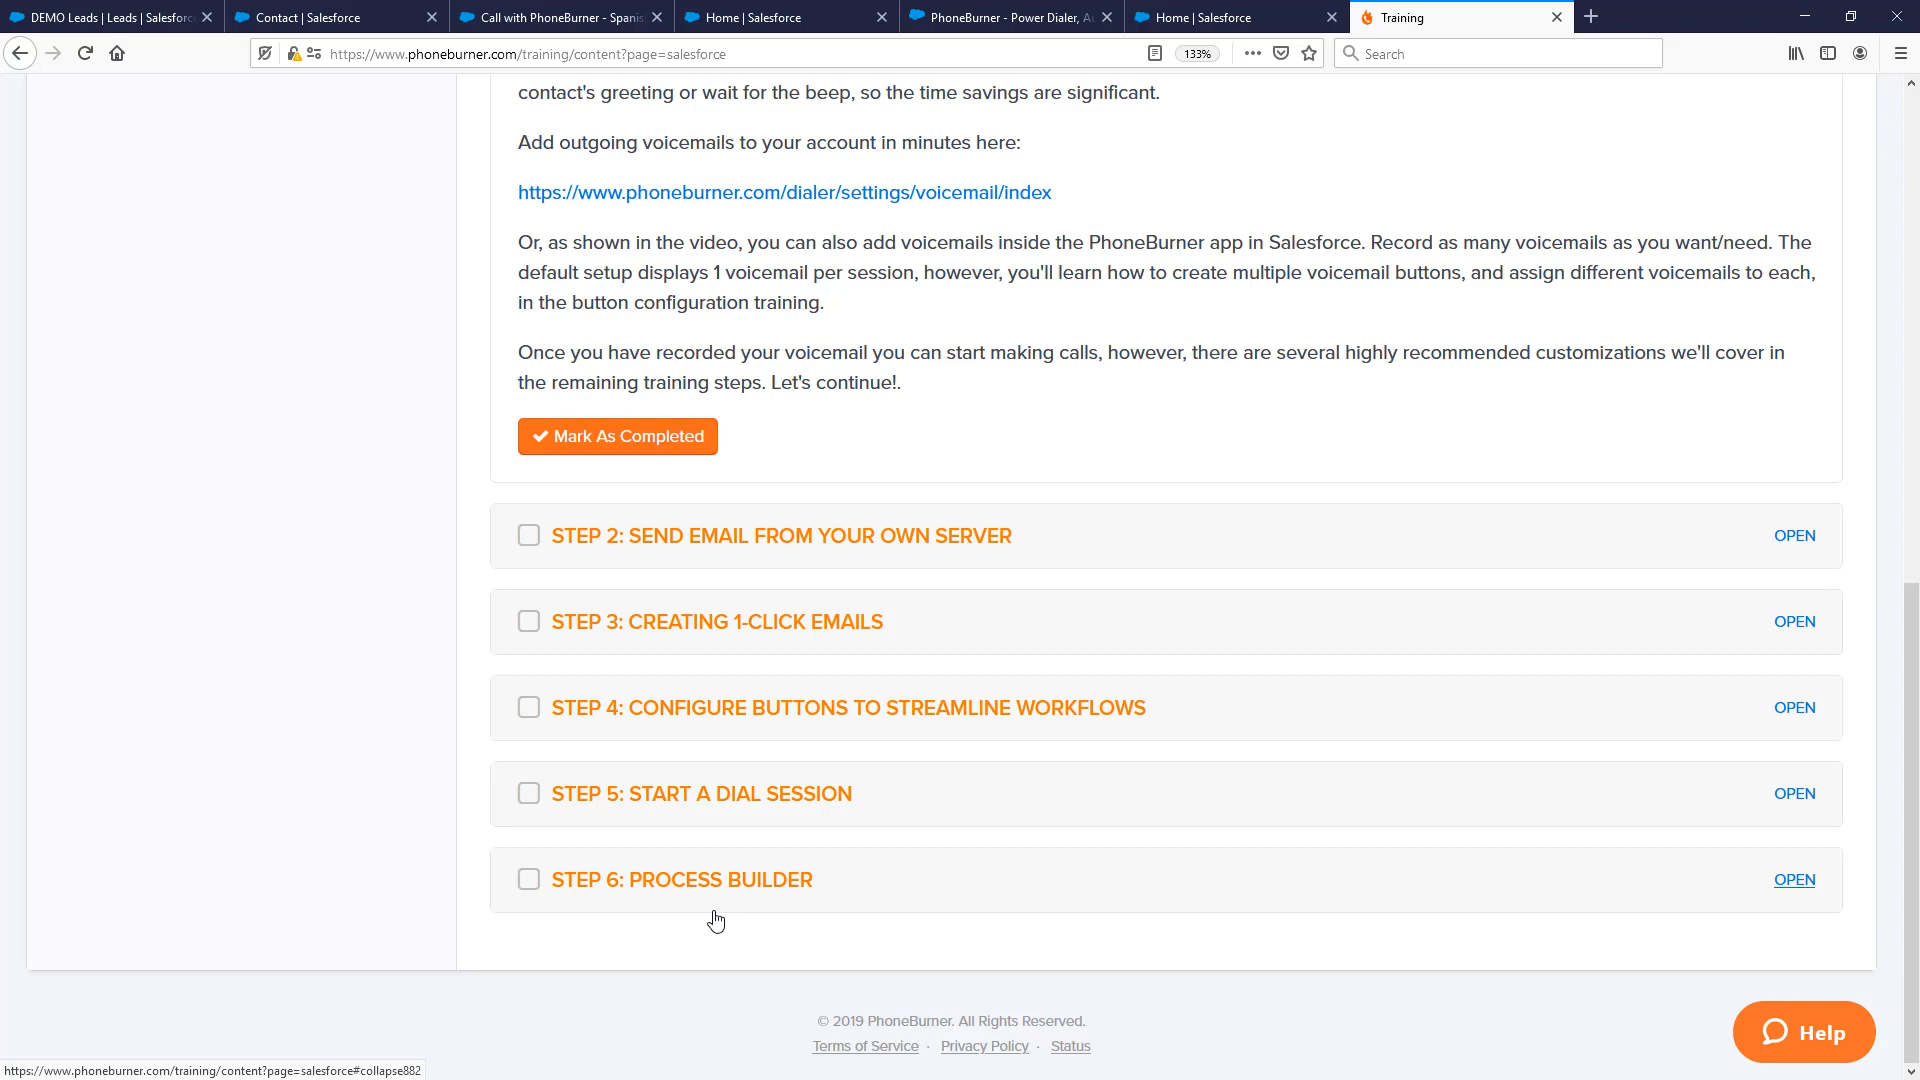 DEMO Leads | Leads | Salesforc
Contact | Salesforce
Call with PhoneBurner - Spanis
Home | Salesforce
PhoneBurner - Power Dialer, Au
Home | Salesforce
Training
https://www.phoneburner.com/training/content?page=salesforce
133%
Search
contact's greeting or wait for the beep, so the time savings are significant.
Add outgoing voicemails to your account in minutes here:
https://www.phoneburner.com/dialer/settings/voicemail/index
Or, as shown in the video, you can also add voicemails inside the PhoneBurner app in Salesforce. Record as many voicemails as you want/need. The
default setup displays 1 voicemail per session, however, you'll learn how to create multiple voicemail buttons, and assign different voicemails to each,
in the button configuration training.
Once you have recorded your voicemail you can start making calls, however, there are several highly recommended customizations we'll cover in
the remaining training steps. Let's continue!.
Mark As Completed
STEP 2: SEND EMAIL FROM YOUR OWN SERVER
OPEN
STEP 3: CREATING 1-CLICK EMAILS
OPEN
STEP 4: CONFIGURE BUTTONS TO STREAMLINE WORKFLOWS
OPEN
STEP 5: START A DIAL SESSION
OPEN
STEP 6: PROCESS BUILDER
OPEN
© 2019 PhoneBurner. All Rights Reserved.
Terms of Service · Privacy Policy · Status
Help
https://www.phoneburner.com/training/content?page=salesforce#collapse882